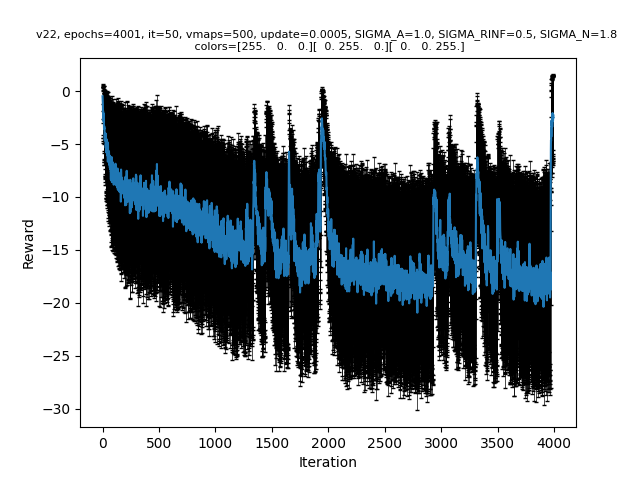 v22, epochs=4001, it=50, vmaps=500, update=0.0005, SIGMA_A=1.0, SIGMA_RINF=0.5, SIGMA_N=1.8
colors=[255.   0.   0.][  0. 255.   0.][  0.   0. 255.]
0
−5
−10
−15
−20
−25
−30
Reward
0 500 1000 1500 2000 2500 3000 3500 4000
Iteration